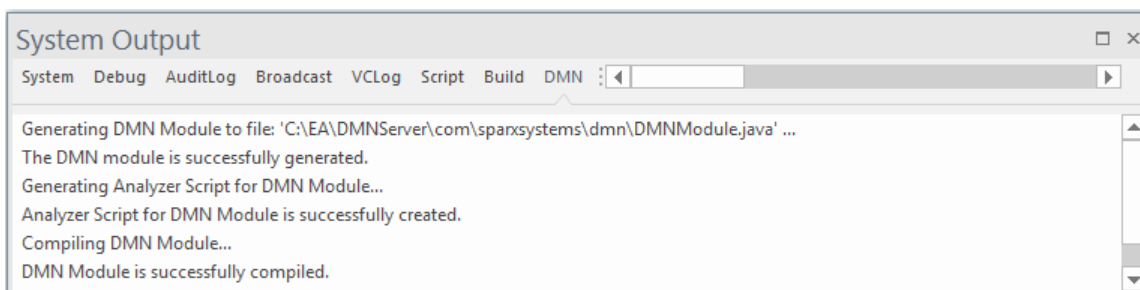 System Output
System Debug AuditLog Broadcast VCLog Script Build DMN
Generating DMN Module to file: 'C:\EA\DMNServer\com\sparxsystems\dmn\DMNModule.java' ...
The DMN module is successfully generated.
Generating Analyzer Script for DMN Module...
Analyzer Script for DMN Module is successfully created.
Compiling DMN Module...
DMN Module is successfully compiled.